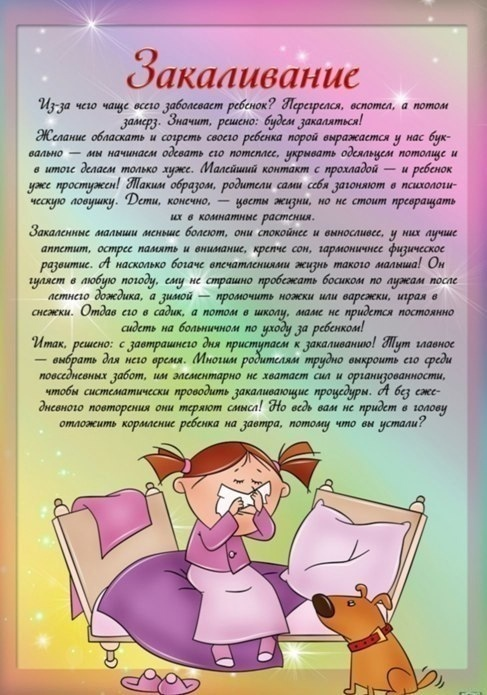 Закаливание
Из-за чего чаще всего заболевает ребенок? Перегрелся, вспотел, а потом
замерз. Значит, решено: будем закаляться!
Желание обласкать и согреть своего ребенка порой выражается у нас бук-
вально — мы начинаем одевать его потеплее, укрывать одеяльцем потолще и
в итоге делаем только хуже. Малейший контакт с прохладой — и ребенок
уже простужен! Таким образом, родители сами себя загоняют в психологи-
ческую ловушку. Дети, конечно, — цветы жизни, но не стоит превращать
их в комнатные растения.
Закаленные малыши меньше болеют, они спокойнее и выносливее, у них лучше
аппетит, острее память и внимание, крепче сон, гармоничнее физическое
развитие. А насколько богаче впечатлениями жизнь такого малыша! Он
гуляет в любую погоду, ему не страшно пробежать босиком по лужам после
летнего дождика, а зимой — промочить ножки или варежки, играя в
снежки. Отдав его в садик, а потом в школу, маме не придется постоянно
сидеть на больничном по уходу за ребенком!
Итак, решено: с завтрашнего дня приступаем к закаливанию! Тут главное
— выбрать для него время. Многим родителям трудно выкроить его среди
повседневных забот, им элементарно не хватает сил и организованности,
чтобы систематически проводить закаливающие процедуры. А без еже-
дневного повторения они теряют смысл! Но ведь вам не придет в голову
отложить кормление ребенка на завтра, потому что вы устали?